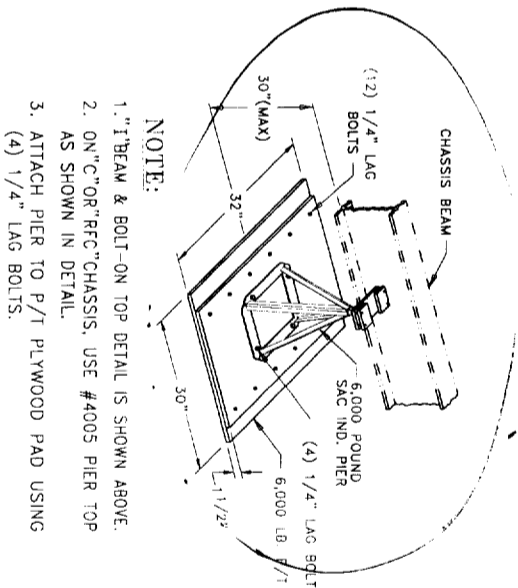 CHASSIS BEAM
(12) 1/4" LAG
BOLTS
30"(MAX)
32"
30"
1 1/2"
6,000 POUND
SAC IND. PIER
(4) 1/4" LAG BOLT
6,000 LB. P/T
NOTE:
1. "I"BEAM & BOLT-ON TOP DETAIL IS SHOWN ABOVE.
2. ON"C"OR"RFC"CHASSIS, USE #4005 PIER TOP
AS SHOWN IN DETAIL.
3. ATTACH PIER TO P/T PLYWOOD PAD USING
(4) 1/4" LAG BOLTS.